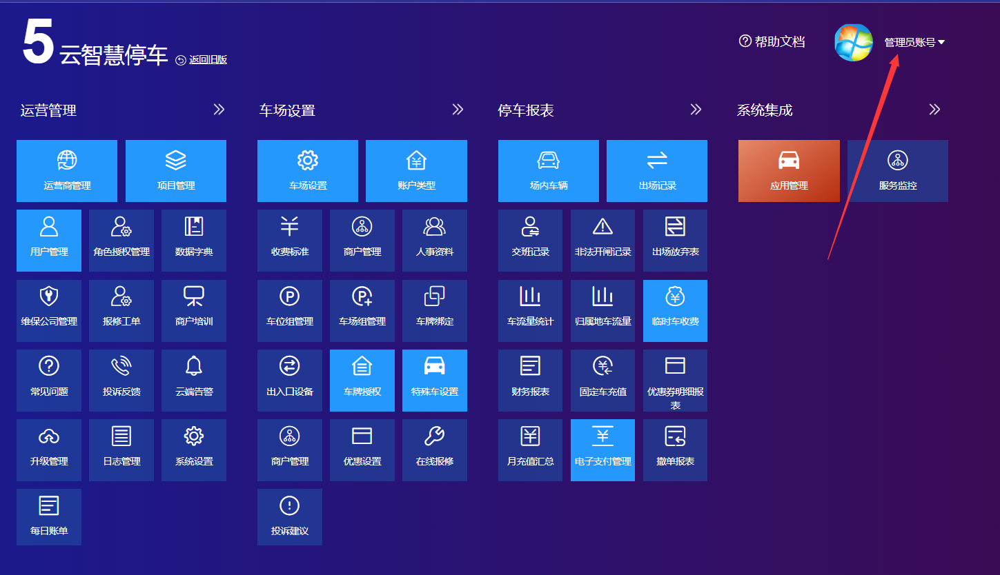 5云智慧停车 返回旧版
帮助文档
管理员账号
运营管理
车场设置
停车报表
系统集成
运营商管理
项目管理
车场设置
账户类型
场内车辆
出场记录
应用管理
服务监控
用户管理
角色授权管理
数据字典
收费标准
商户管理
人事资料
交班记录
非法开闸记录
出场放弃表
维保公司管理
报修工单
商户培训
车位组管理
车场组管理
车牌绑定
车流量统计
归属地车流量
临时车收费
常见问题
投诉反馈
云端告警
出入口设备
车牌授权
特殊车设置
财务报表
固定车充值
优惠券明细报
表
升级管理
日志管理
系统设置
商户管理
优惠设置
在线报修
月充值汇总
电子支付管理
撤单报表
每日账单
投诉建议